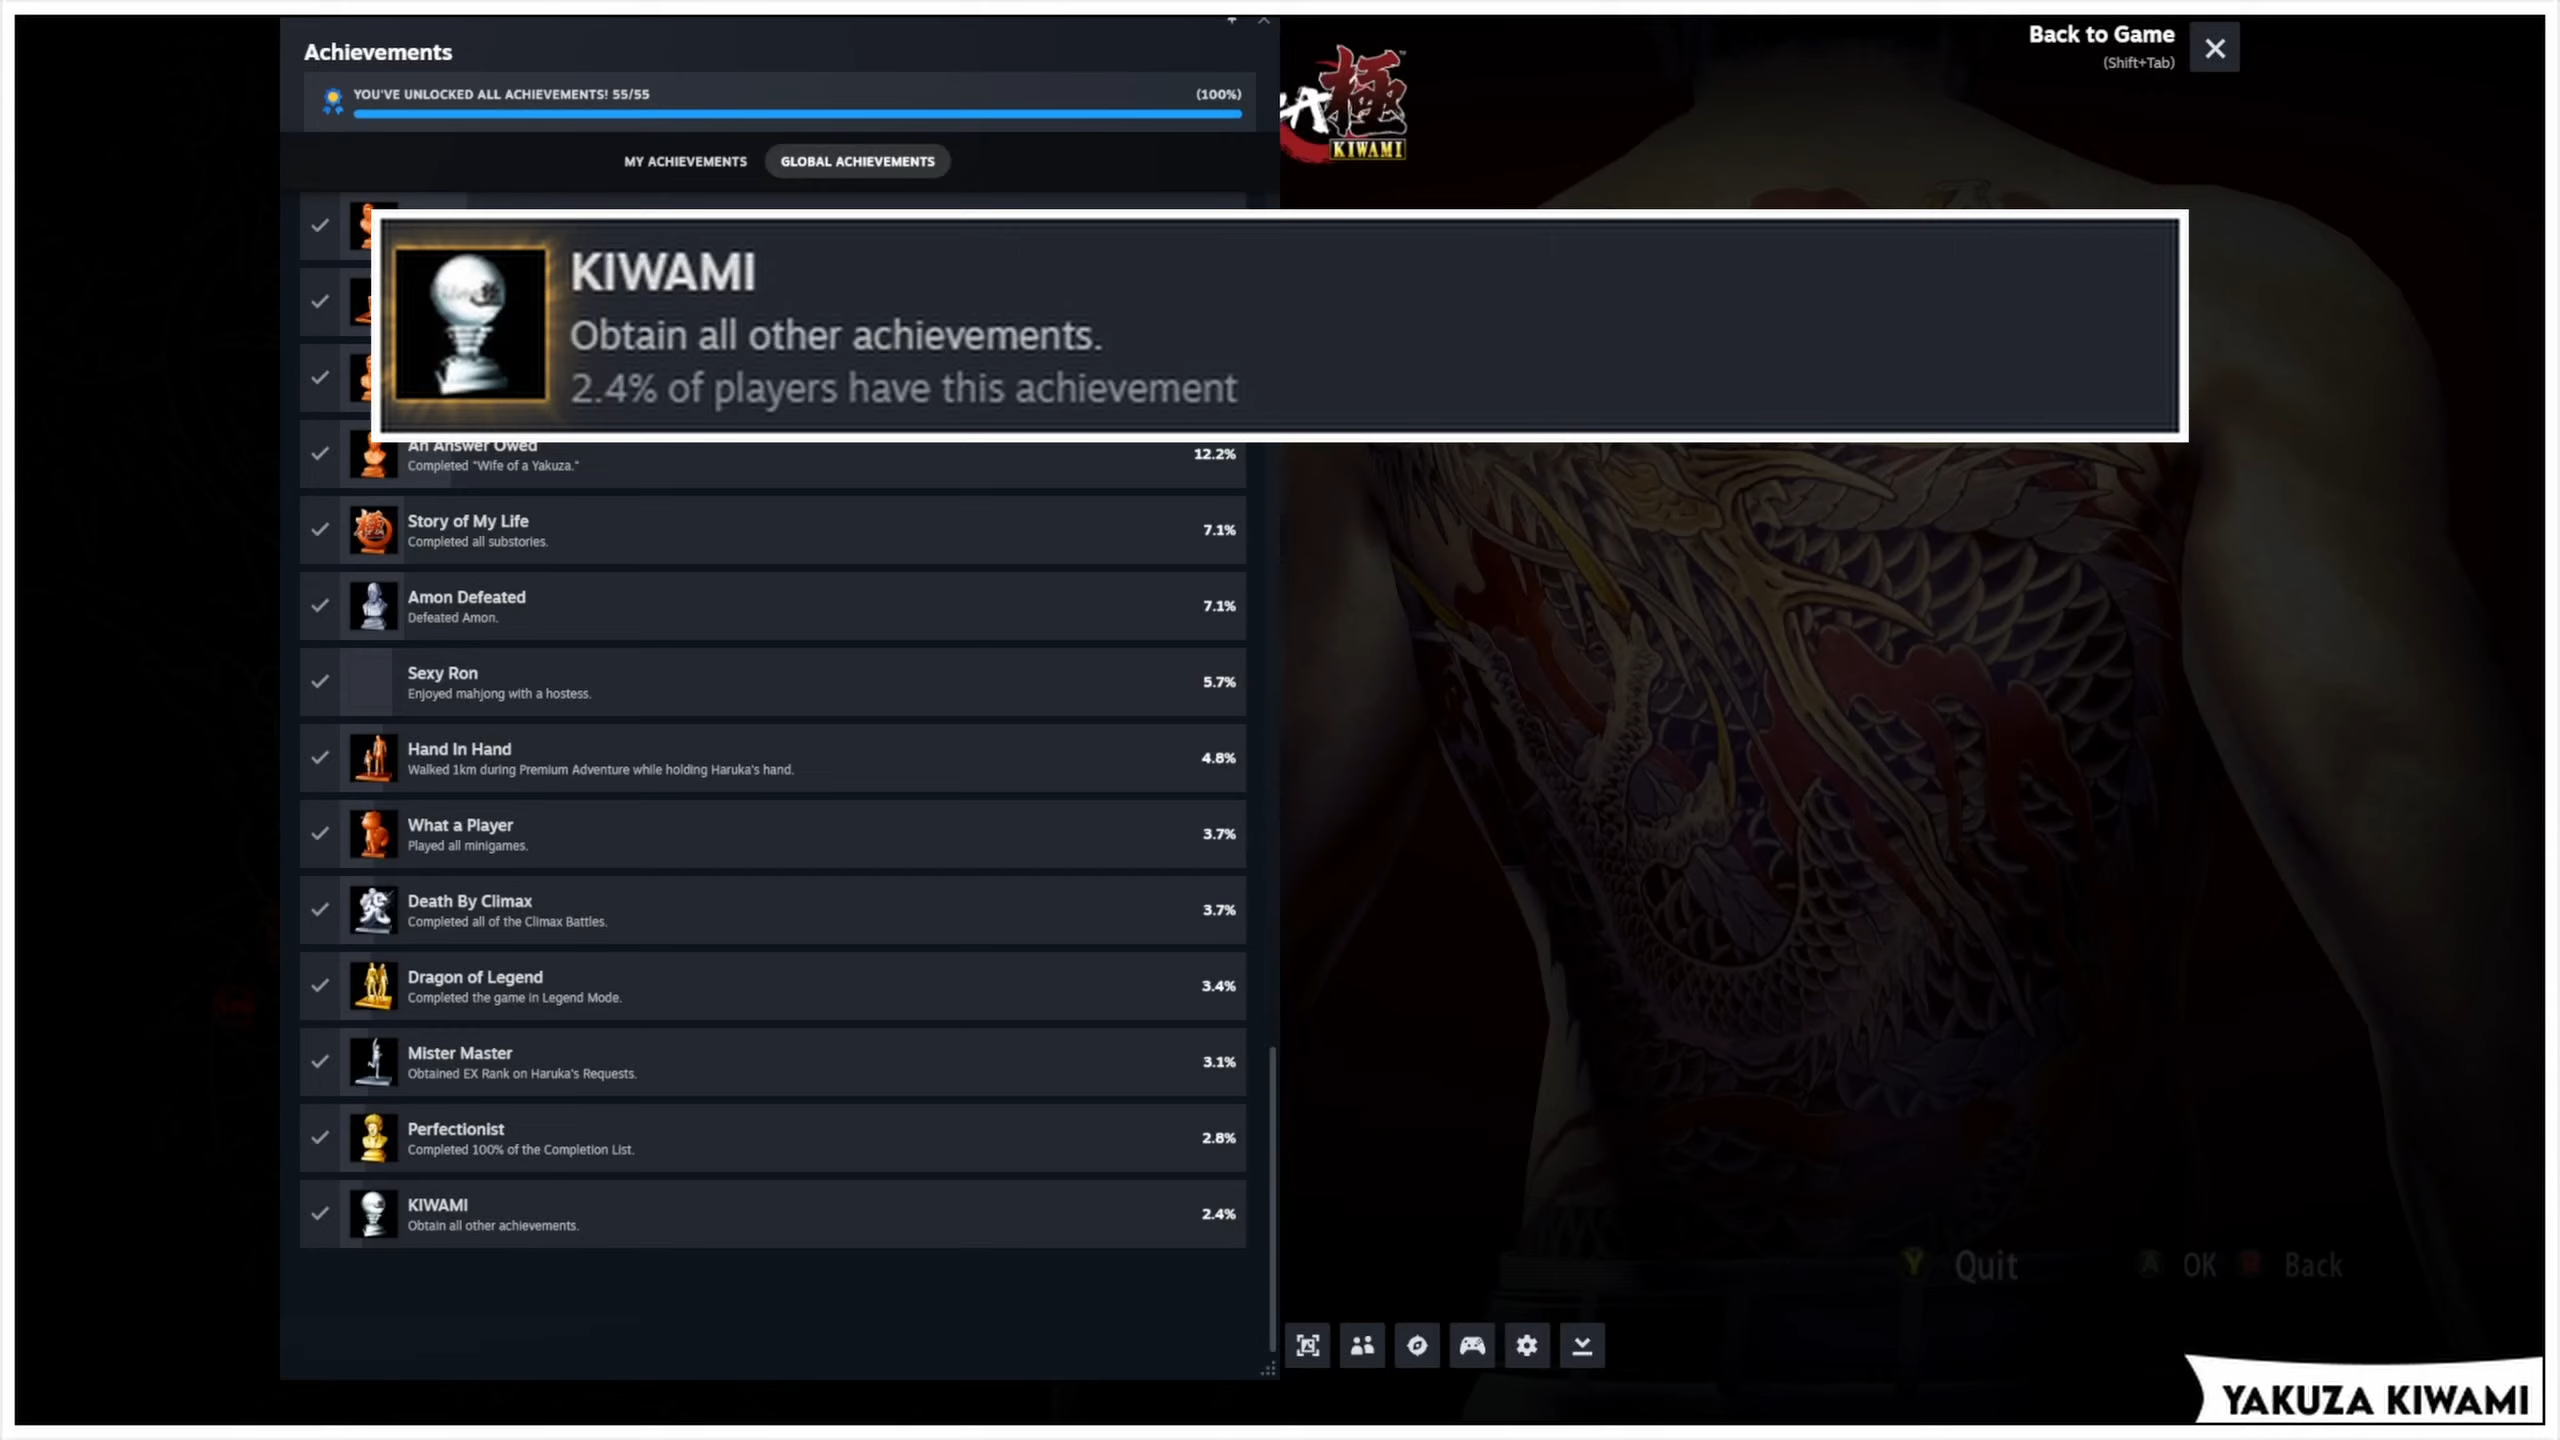 Achievements
Back to Game
(Shift+Tab)
YOU'VE UNLOCKED ALL ACHIEVEMENTS! 55/55
(100%)
極
KIWAMI
MY ACHIEVEMENTS
GLOBAL ACHIEVEMENTS
KIWAMI
Obtain all other achievements.
2.4% of players have this achievement
An Answer Owed
Completed "Wife of a Yakuza."
12.2%
Story of My Life
Completed all substories.
7.1%
Amon Defeated
Defeated Amon.
7.1%
Sexy Ron
Enjoyed mahjong with a hostess.
5.7%
Hand In Hand
Walked 1km during Premium Adventure while holding Haruka's hand.
4.8%
What a Player
Played all minigames.
3.7%
Death By Climax
Completed all of the Climax Battles.
3.7%
Dragon of Legend
Completed the game in Legend Mode.
3.4%
Mister Master
Obtained EX Rank on Haruka's Requests.
3.1%
Perfectionist
Completed 100% of the Completion List.
2.8%
KIWAMI
Obtain all other achievements.
2.4%
Y Quit
A OK
B Back
YAKUZA KIWAMI